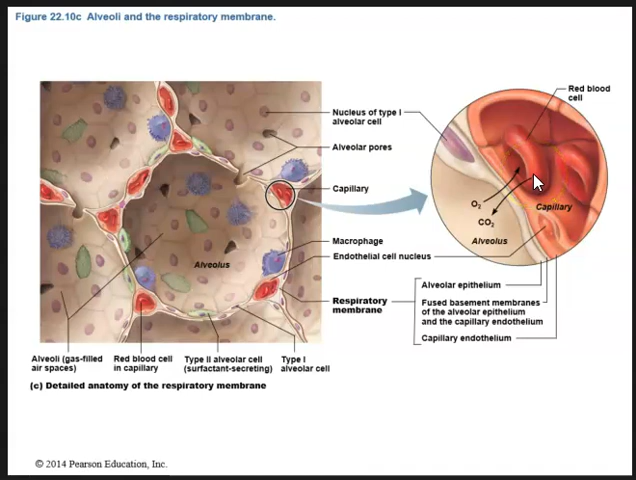 Figure 22.10c Alveoli and the respiratory membrane.
Red blood
cell
Nucleus of type I
alveolar cell
Alveolar pores
Capillary
O2
CO2
Capillary
Alveolus
Macrophage
Endothelial cell nucleus
Alveolus
Alveolar epithelium
Respiratory
membrane
Fused basement membranes
of the alveolar epithelium
and the capillary endothelium
Capillary endothelium
Alveoli (gas-filled
air spaces)
Red blood cell
in capillary
Type II alveolar cell
(surfactant-secreting)
Type I
alveolar cell
(c) Detailed anatomy of the respiratory membrane
© 2014 Pearson Education, Inc.